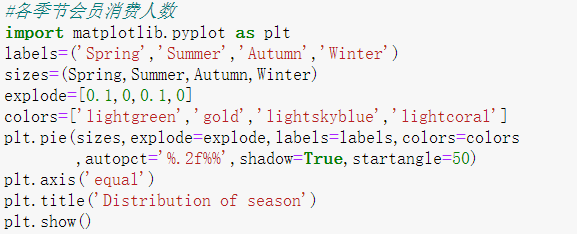 #各季节会员消费人数
import matplotlib.pyplot as plt
labels=('Spring','Summer','Autumn','Winter')
sizes=(Spring,Summer,Autumn,Winter)
explode=[0.1,0,0.1,0]
colors=['lightgreen','gold','lightskyblue','lightcoral']
plt.pie(sizes,explode=explode,labels=labels,colors=colors
,autopct='%.2f%%',shadow=True,startangle=50)
plt.axis('equal')
plt.title('Distribution of season')
plt.show()